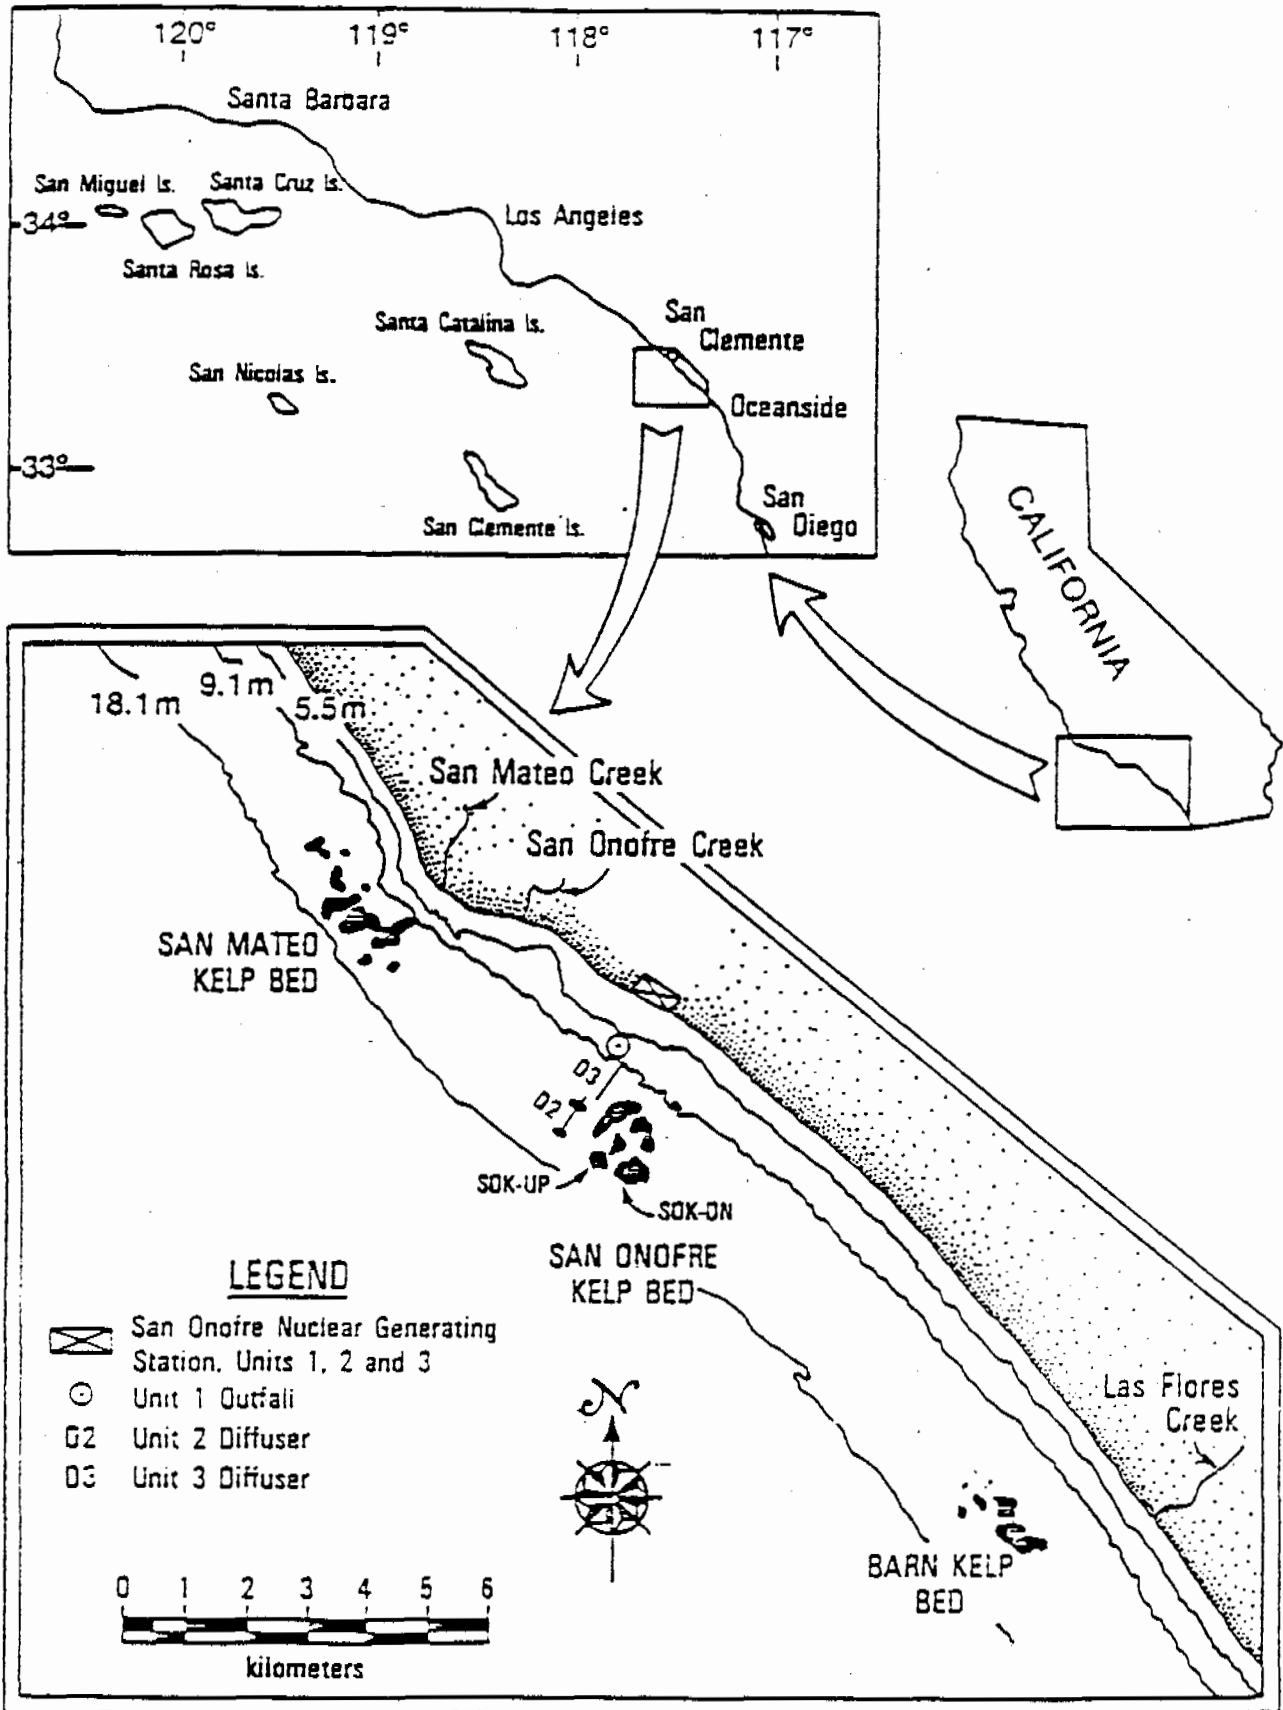 120° 119° 118° 117°
Santa Barbara
San Miguel Is. Santa Cruz Is.
34°
Los Angeles
Santa Rosa Is.
San
Clemente
Santa Catalina Is.
San Nicolas Is.
Oceanside
33°
San
Diego
San Clemente Is.
CALIFORNIA
18.1m 9.1m 5.5m
San Mateo Creek
San Onofre Creek
SAN MATEO
KELP BED
D3
D2
SOK-UP
SOK-DN
SAN ONOFRE
KELP BED
LEGEND
San Onofre Nuclear Generating
Station, Units 1, 2 and 3
Unit 1 Outfall
D2 Unit 2 Diffuser
D3 Unit 3 Diffuser
N
Las Flores
Creek
BARN KELP
BED
0 1 2 3 4 5 6
kilometers